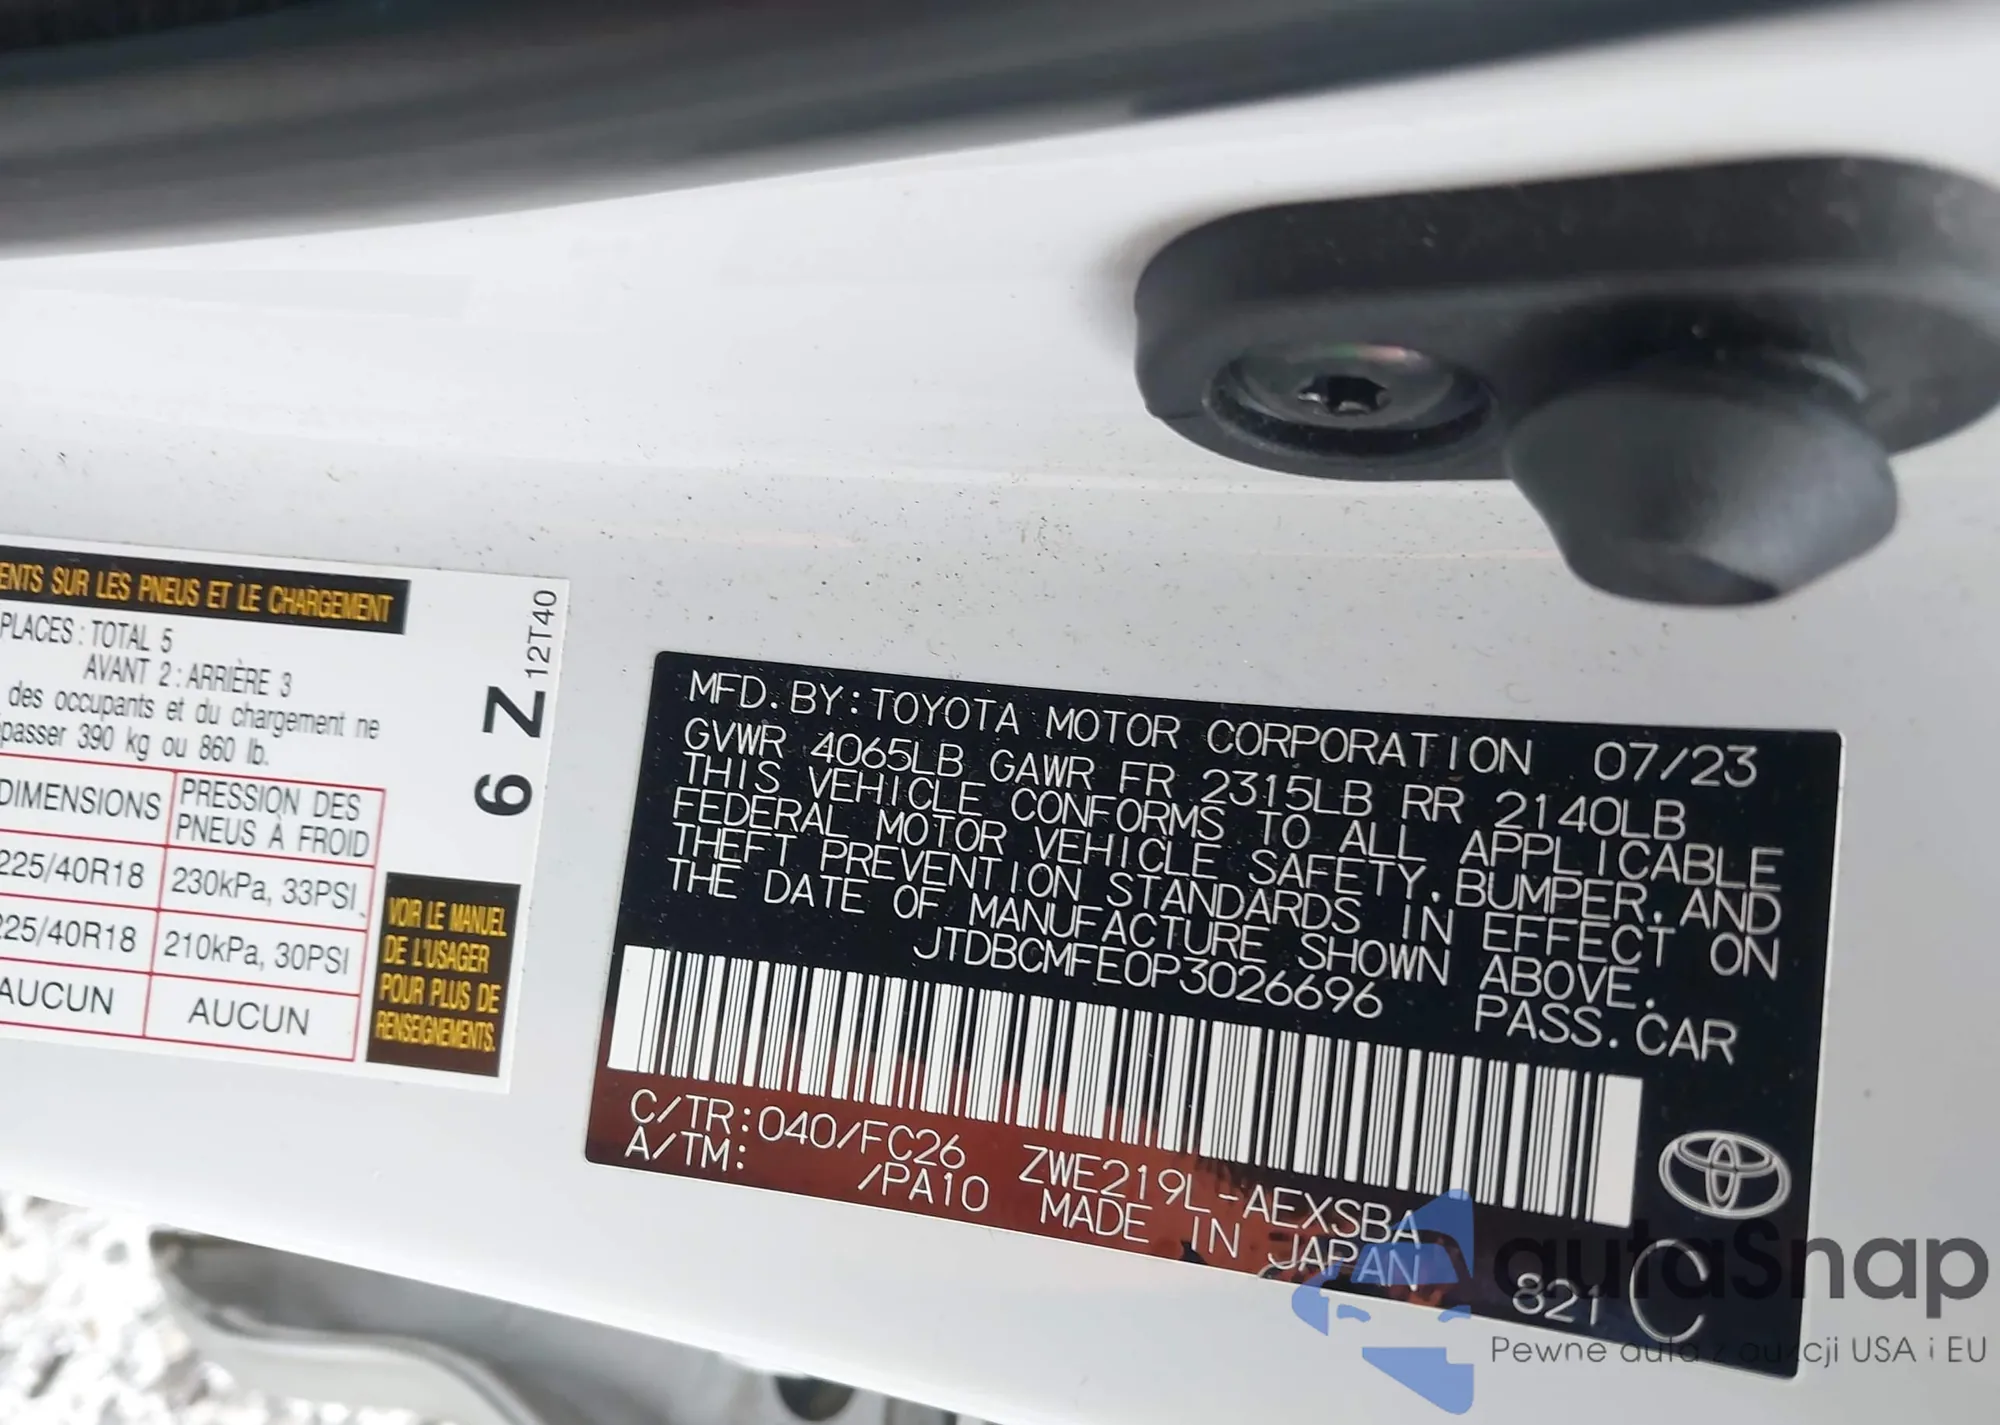 ENTS SUR LES PNEUS ET LE CHARGEMENT
PLACES : TOTAL 5
AVANT 2 : ARRIÈRE 3
des occupants et du chargement ne
passer 390 kg ou 860 lb.
DIMENSIONS PRESSION DES PNEUS À FROID
225/40R18 230kPa, 33PSI
225/40R18 210kPa, 30PSI
AUCUN AUCUN
VOIR LE MANUEL
DE L'USAGER
POUR PLUS DE
RENSEIGNEMENTS.
6 Z 12T40
MFD. BY: TOYOTA MOTOR CORPORATION 07/23
GVWR 4065LB GAWR FR 2315LB RR 2140LB
THIS VEHICLE CONFORMS TO ALL APPLICABLE
FEDERAL MOTOR VEHICLE SAFETY, BUMPER, AND
THEFT PREVENTION STANDARDS IN EFFECT ON
THE DATE OF MANUFACTURE SHOWN ABOVE.
JTDBCMFE0P3026696 PASS. CAR
C/TR: 040/FC26 ZWE219L-AEXSBA
A/TM: /PA10 MADE IN JAPAN
821 C
autaSnap
Pewne auta z aukcji USA i EU